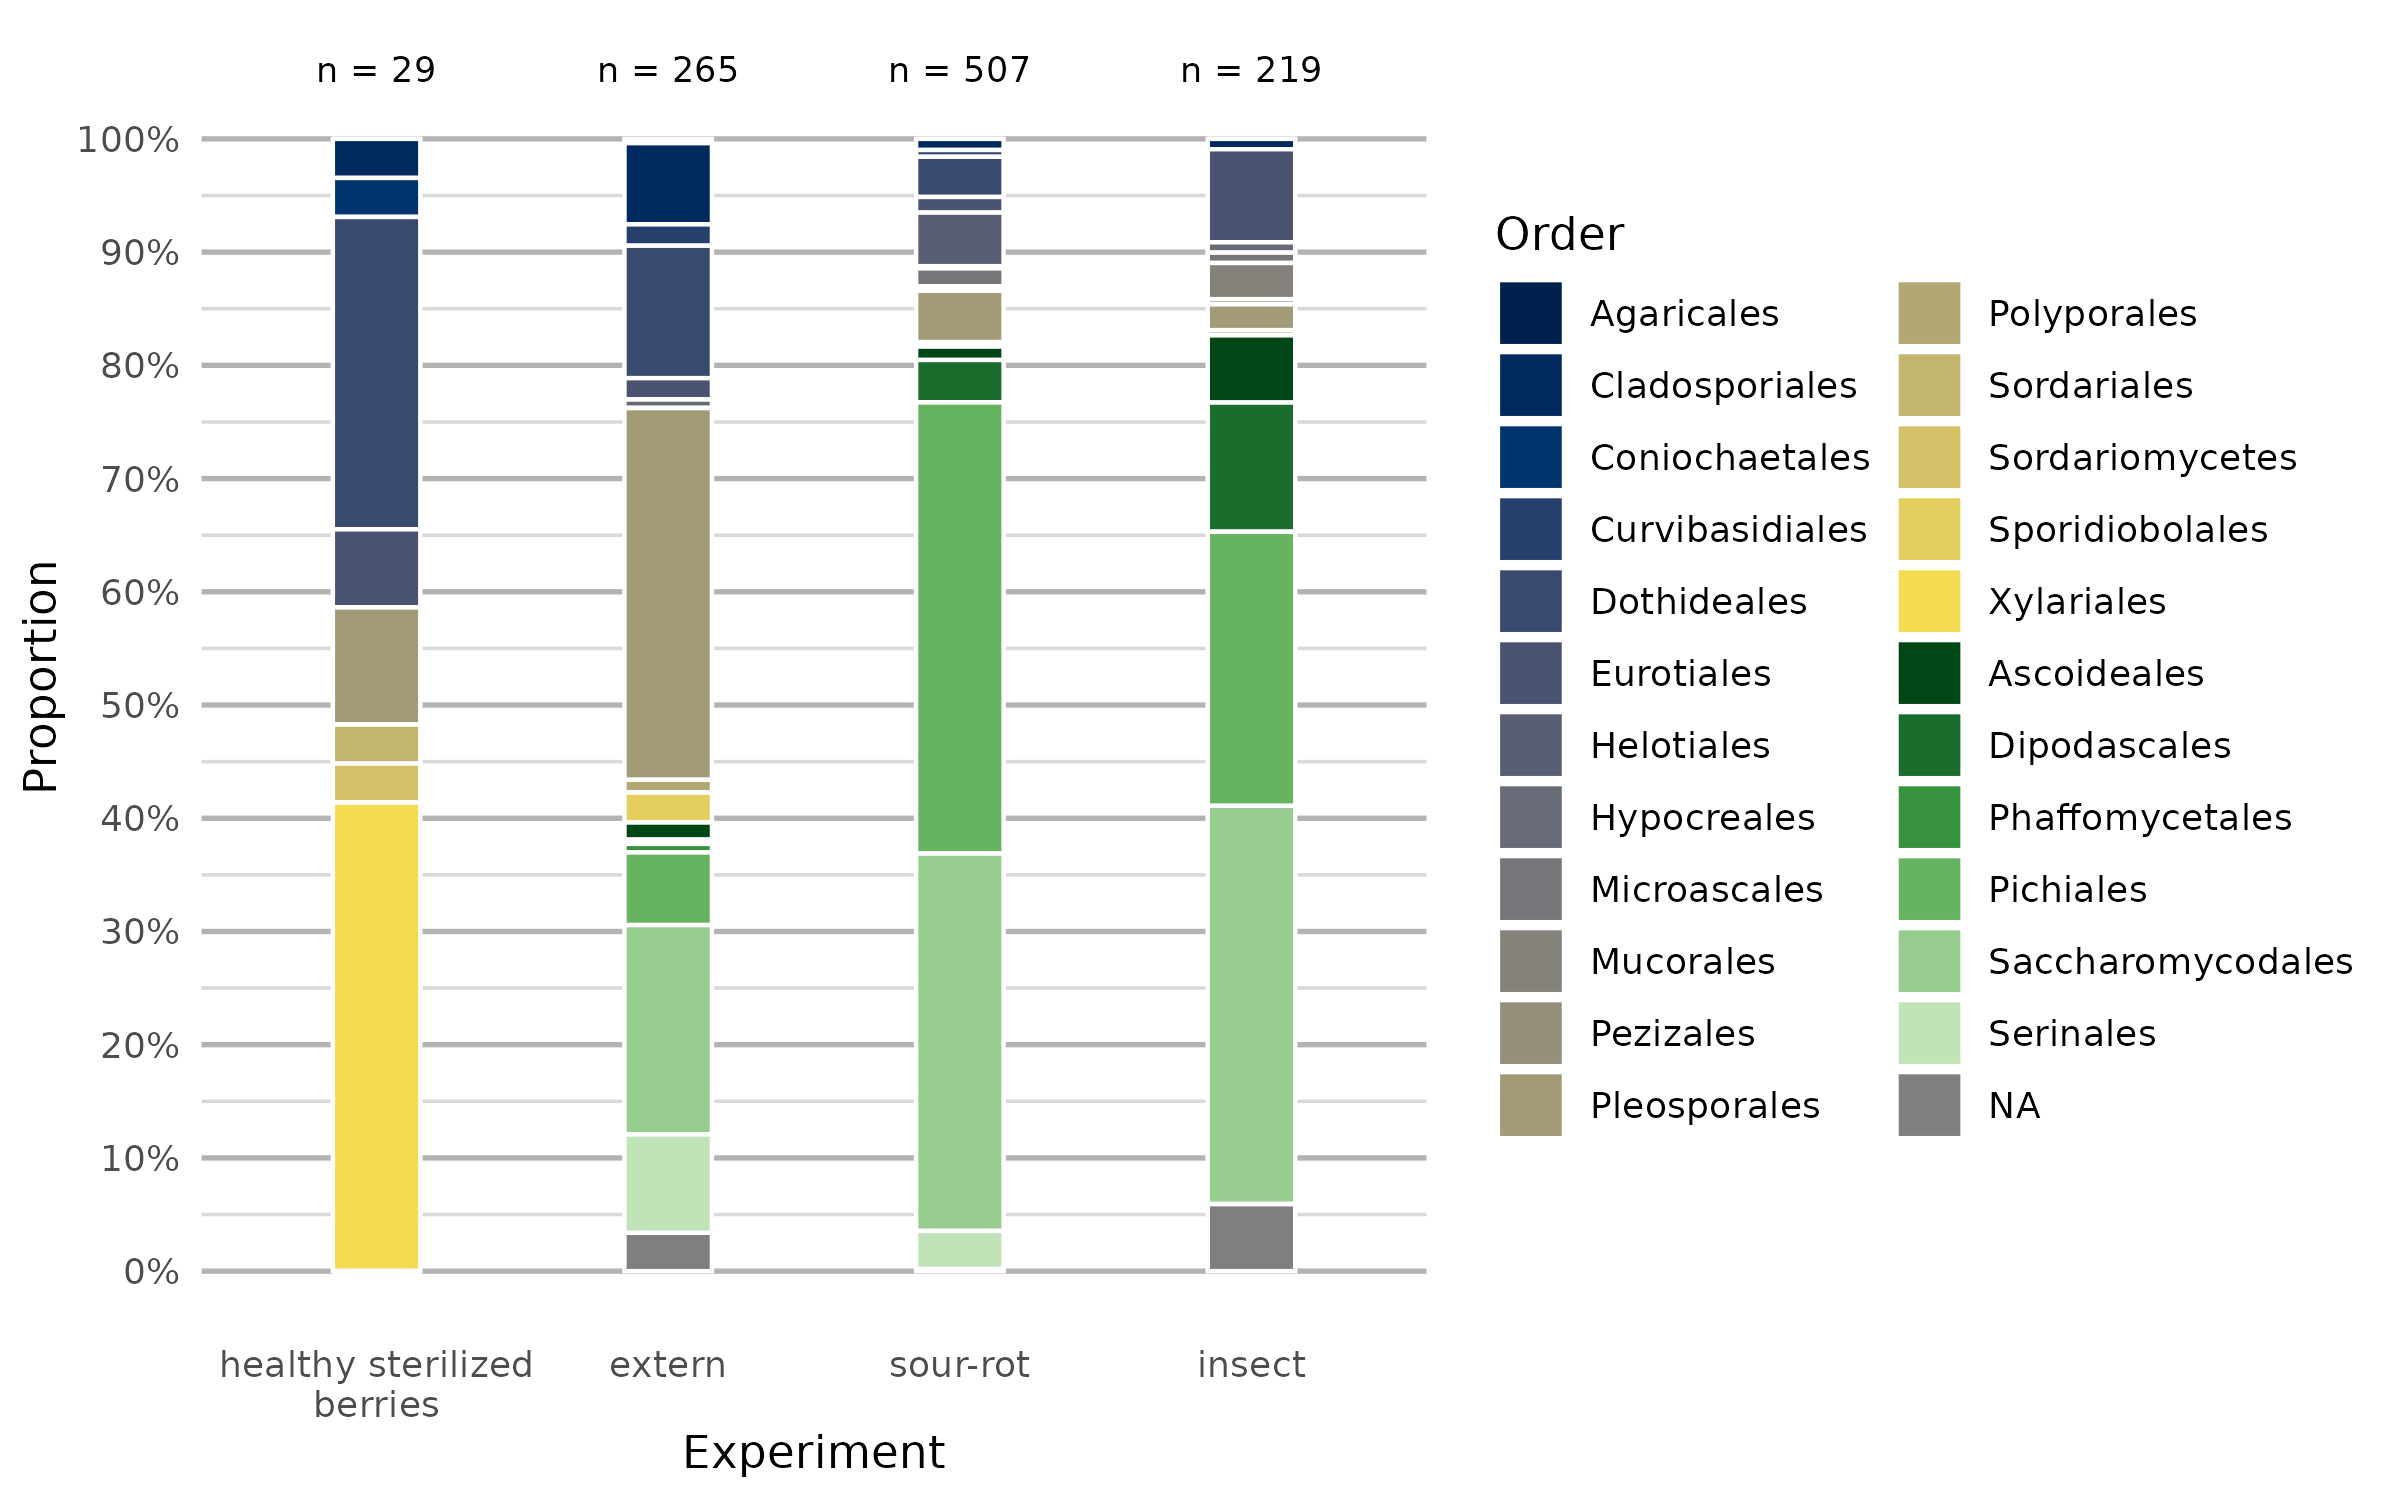 n = 29
n = 265
n = 507
n = 219
100%
90%
80%
70%
60%
50%
40%
30%
20%
10%
0%
Proportion
healthy sterilized
berries
extern
sour-rot
insect
Experiment
Order
Agaricales
Cladosporiales
Coniochaetales
Curvibasidiales
Dothideales
Eurotiales
Helotiales
Hypocreales
Microascales
Mucorales
Pezizales
Pleosporales
Polyporales
Sordariales
Sordariomycetes
Sporidiobolales
Xylariales
Ascoideales
Dipodascales
Phaffomycetales
Pichiales
Saccharomycodales
Serinales
NA